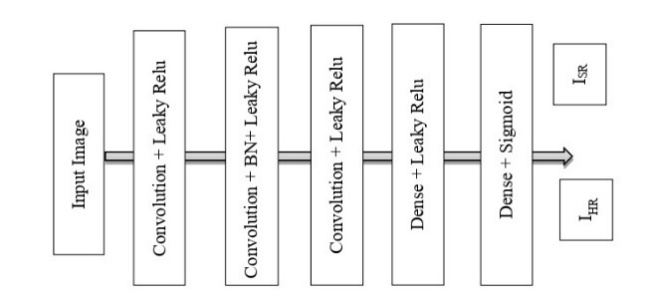 Input Image
Convolution + Leaky Relu
Convolution + BN+ Leaky Relu
Convolution + Leaky Relu
Dense + Leaky Relu
Dense + Sigmoid
ISR
IHR